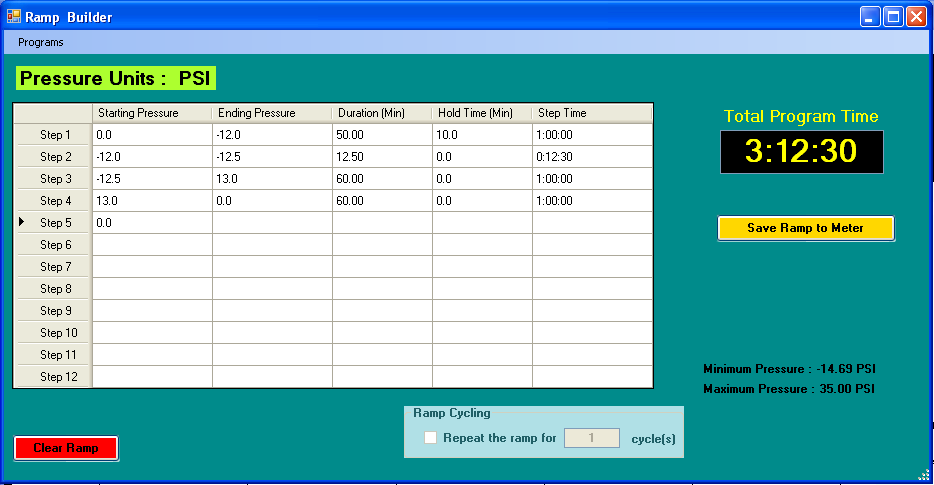 Ramp Builder
Programs
Pressure Units : PSI
Starting Pressure Ending Pressure Duration (Min) Hold Time (Min) Step Time
Step 1 0.0 -12.0 50.00 10.0 1:00:00
Step 2 -12.0 -12.5 12.50 0.0 0:12:30
Step 3 -12.5 13.0 60.00 0.0 1:00:00
Step 4 13.0 0.0 60.00 0.0 1:00:00
Step 5 0.0
Step 6
Step 7
Step 8
Step 9
Step 10
Step 11
Step 12
Total Program Time
3:12:30
Save Ramp to Meter
Minimum Pressure : -14.69 PSI
Maximum Pressure : 35.00 PSI
Ramp Cycling
Repeat the ramp for 1 cycle(s)
Clear Ramp